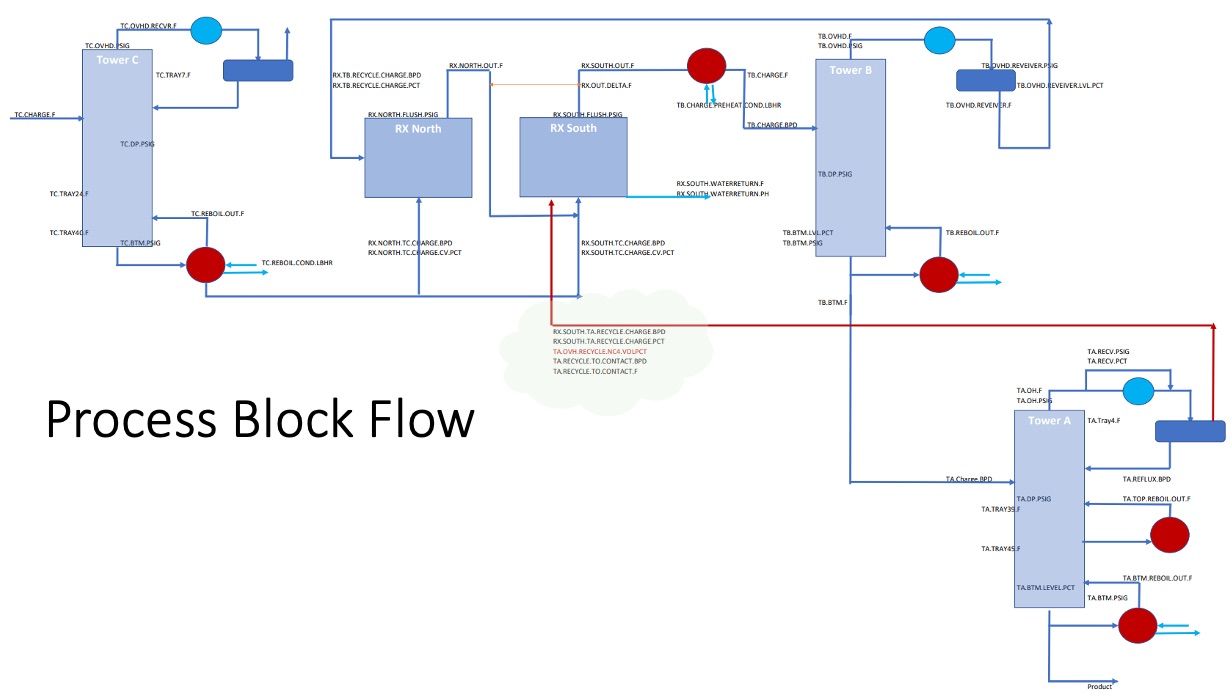 TC.OVHD.RECVR.F
TC.OVHD.PSIG
Tower C
TC.TRAY7.F
TC.CHARGE.F
TC.DP.PSIG
TC.TRAY24.F
TC.REBOIL.OUT.F
TC.TRAY40.F
TC.BTM.PSIG
TC.REBOIL.COND.LBHR
RX.TB.RECYCLE.CHARGE.BPD
RX.TB.RECYCLE.CHARGE.PCT
RX.NORTH.OUT.F
RX.NORTH.FLUSH.PSIG
RX North
RX.NORTH.TC.CHARGE.BPD
RX.NORTH.TC.CHARGE.CV.PCT
RX.SOUTH.OUT.F
RX.OUT.DELTA.F
RX.SOUTH.FLUSH.PSIG
RX South
RX.SOUTH.WATERRETURN.F
RX.SOUTH.WATERRETURN.PH
RX.SOUTH.TC.CHARGE.BPD
RX.SOUTH.TC.CHARGE.CV.PCT
TB.CHARGE.F
TB.CHARGE.PREHEAT.COND.LBHR
TB.CHARGE.BPD
TB.OVHD.F
TB.OVHD.PSIG
Tower B
TB.OVHD.REVEIVER.PSIG
TB.OVHD.REVEIVER.LVL.PCT
TB.OVHD.REVEIVER.F
TB.DP.PSIG
TB.BTM.LVL.PCT
TB.BTM.PSIG
TB.REBOIL.OUT.F
TB.BTM.F
RX.SOUTH.TA.RECYCLE.CHARGE.BPD
RX.SOUTH.TA.RECYCLE.CHARGE.PCT
TA.OVH.RECYCLE.NC4.VOLPCT
TA.RECYCLE.TO.CONTACT.BPD
TA.RECYCLE.TO.CONTACT.F
Process Block Flow
TA.RECV.PSIG
TA.RECV.PCT
TA.OH.F
TA.OH.PSIG
Tower A
TA.Tray4.F
TA.Charge.BPD
TA.REFLUX.BPD
TA.DP.PSIG
TA.TOP.REBOIL.OUT.F
TA.TRAY39.F
TA.TRAY45.F
TA.BTM.REBOIL.OUT.F
TA.BTM.LEVEL.PCT
TA.BTM.PSIG
Product